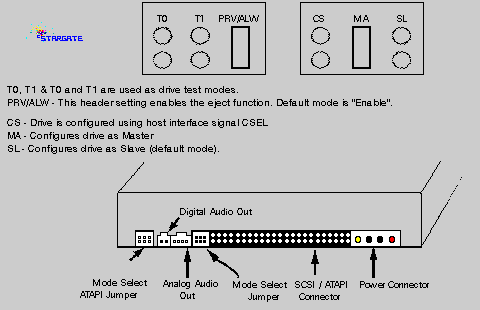 T0 T1 PRV/ALW CS MA SL
STARGATE
T0, T1 & T0 and T1 are used as drive test modes.
PRV/ALW - This header setting enables the eject function. Default mode is "Enable".
CS - Drive is configured using host interface signal CSEL
MA - Configures drive as Master
SL - Configures drive as Slave (default mode).
Digital Audio Out
Mode Select
ATAPI Jumper
Analog Audio
Out
Mode Select
Jumper
SCSI / ATAPI
Connector
Power Connector